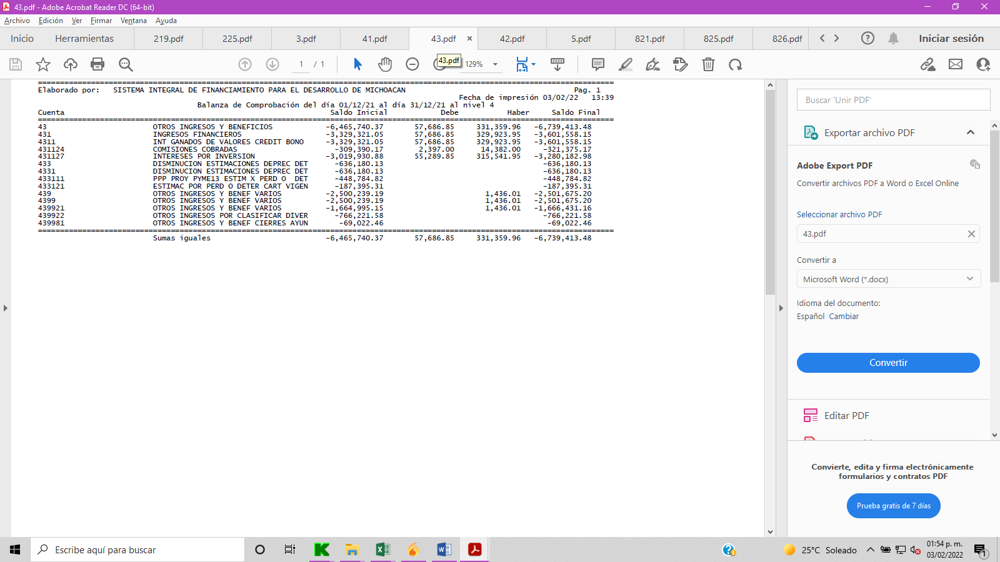 43.pdf - Adobe Acrobat Reader DC (64-bit)
Archivo Edición Ver Firmar Ventana Ayuda
Inicio Herramientas 219.pdf 225.pdf 3.pdf 41.pdf 43.pdf 42.pdf 5.pdf 821.pdf 825.pdf 826.pdf Iniciar sesión
1 / 1 43.pdf 129%
Elaborado por: SISTEMA INTEGRAL DE FINANCIAMIENTO PARA EL DESARROLLO DE MICHOACAN Pag. 1
Fecha de impresión 03/02/22 13:39
Balanza de Comprobación del día 01/12/21 al día 31/12/21 al nivel 4
Cuenta Saldo Inicial Debe Haber Saldo Final
43 OTROS INGRESOS Y BENEFICIOS -6,465,740.37 57,686.85 331,359.96 -6,739,413.48
431 INGRESOS FINANCIEROS -3,329,321.05 57,686.85 329,923.95 -3,601,558.15
4311 INT GANADOS DE VALORES CREDIT BONO -3,329,321.05 57,686.85 329,923.95 -3,601,558.15
431124 COMISIONES COBRADAS -309,390.17 2,397.00 14,382.00 -321,375.17
431127 INTERESES POR INVERSION -3,019,930.88 55,289.85 315,541.95 -3,280,182.98
433 DISMINUCION ESTIMACIONES DEPREC DET -636,180.13 -636,180.13
4331 DISMINUCION ESTIMACIONES DEPREC DET -636,180.13 -636,180.13
433111 PPP PROY PYME13 ESTIM X PERD O DET -448,784.82 -448,784.82
433121 ESTIMAC POR PERD O DETER CART VIGEN -187,395.31 -187,395.31
439 OTROS INGRESOS Y BENEF VARIOS -2,500,239.19 1,436.01 -2,501,675.20
4399 OTROS INGRESOS Y BENEF VARIOS -2,500,239.19 1,436.01 -2,501,675.20
439921 OTROS INGRESOS Y BENEF VARIOS -1,664,995.15 1,436.01 -1,666,431.16
439922 OTROS INGRESOS POR CLASIFICAR DIVER -766,221.58 -766,221.58
439981 OTROS INGRESOS Y BENEF CIERRES AYUN -69,022.46 -69,022.46
Sumas iguales -6,465,740.37 57,686.85 331,359.96 -6,739,413.48
Buscar 'Unir PDF'
Exportar archivo PDF
Adobe Export PDF
Convertir archivos PDF a Word o Excel Online
Seleccionar archivo PDF
43.pdf
Convertir a
Microsoft Word (*.docx)
Idioma del documento:
Español Cambiar
Convertir
Editar PDF
Convierte, edita y firma electrónicamente
formularios y contratos PDF
Prueba gratis de 7 días
Escribe aquí para buscar
25°C Soleado
01:54 p. m.
03/02/2022
1